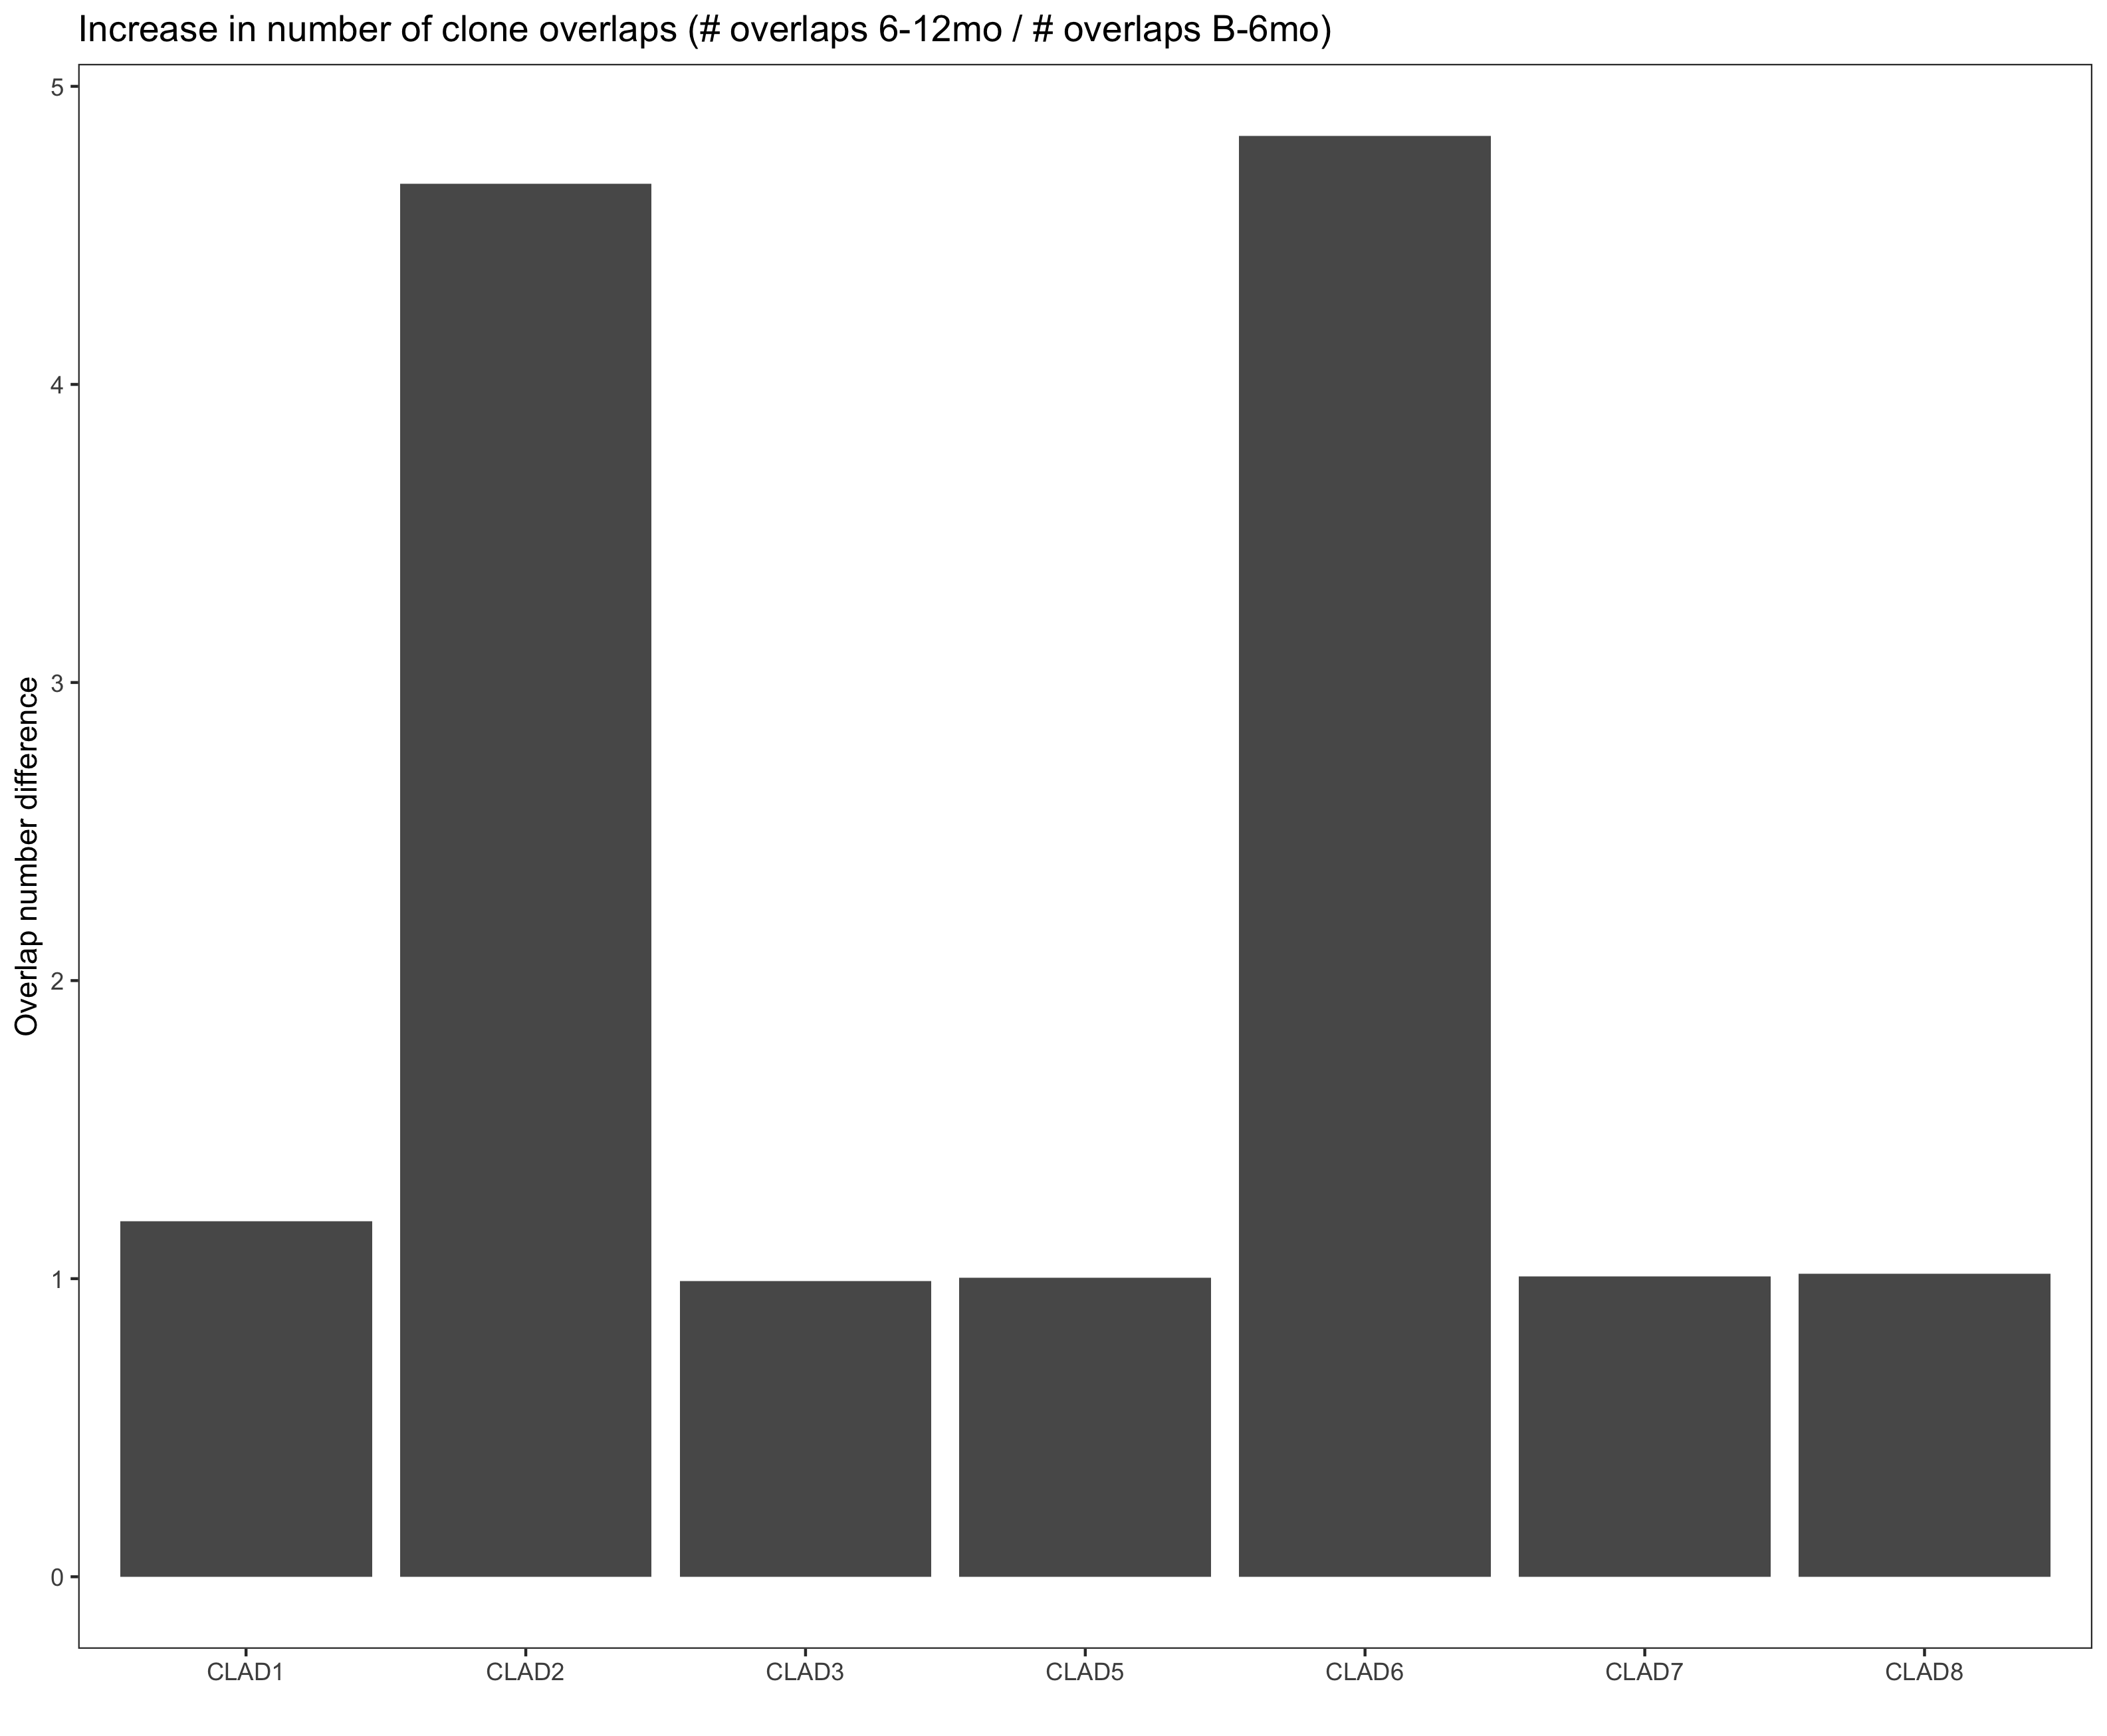 Increase in number of clone overlaps (# overlaps 6-12mo / # overlaps B-6mo)
Overlap number difference
5
4
3
2
1
0
CLAD1 CLAD2 CLAD3 CLAD5 CLAD6 CLAD7 CLAD8